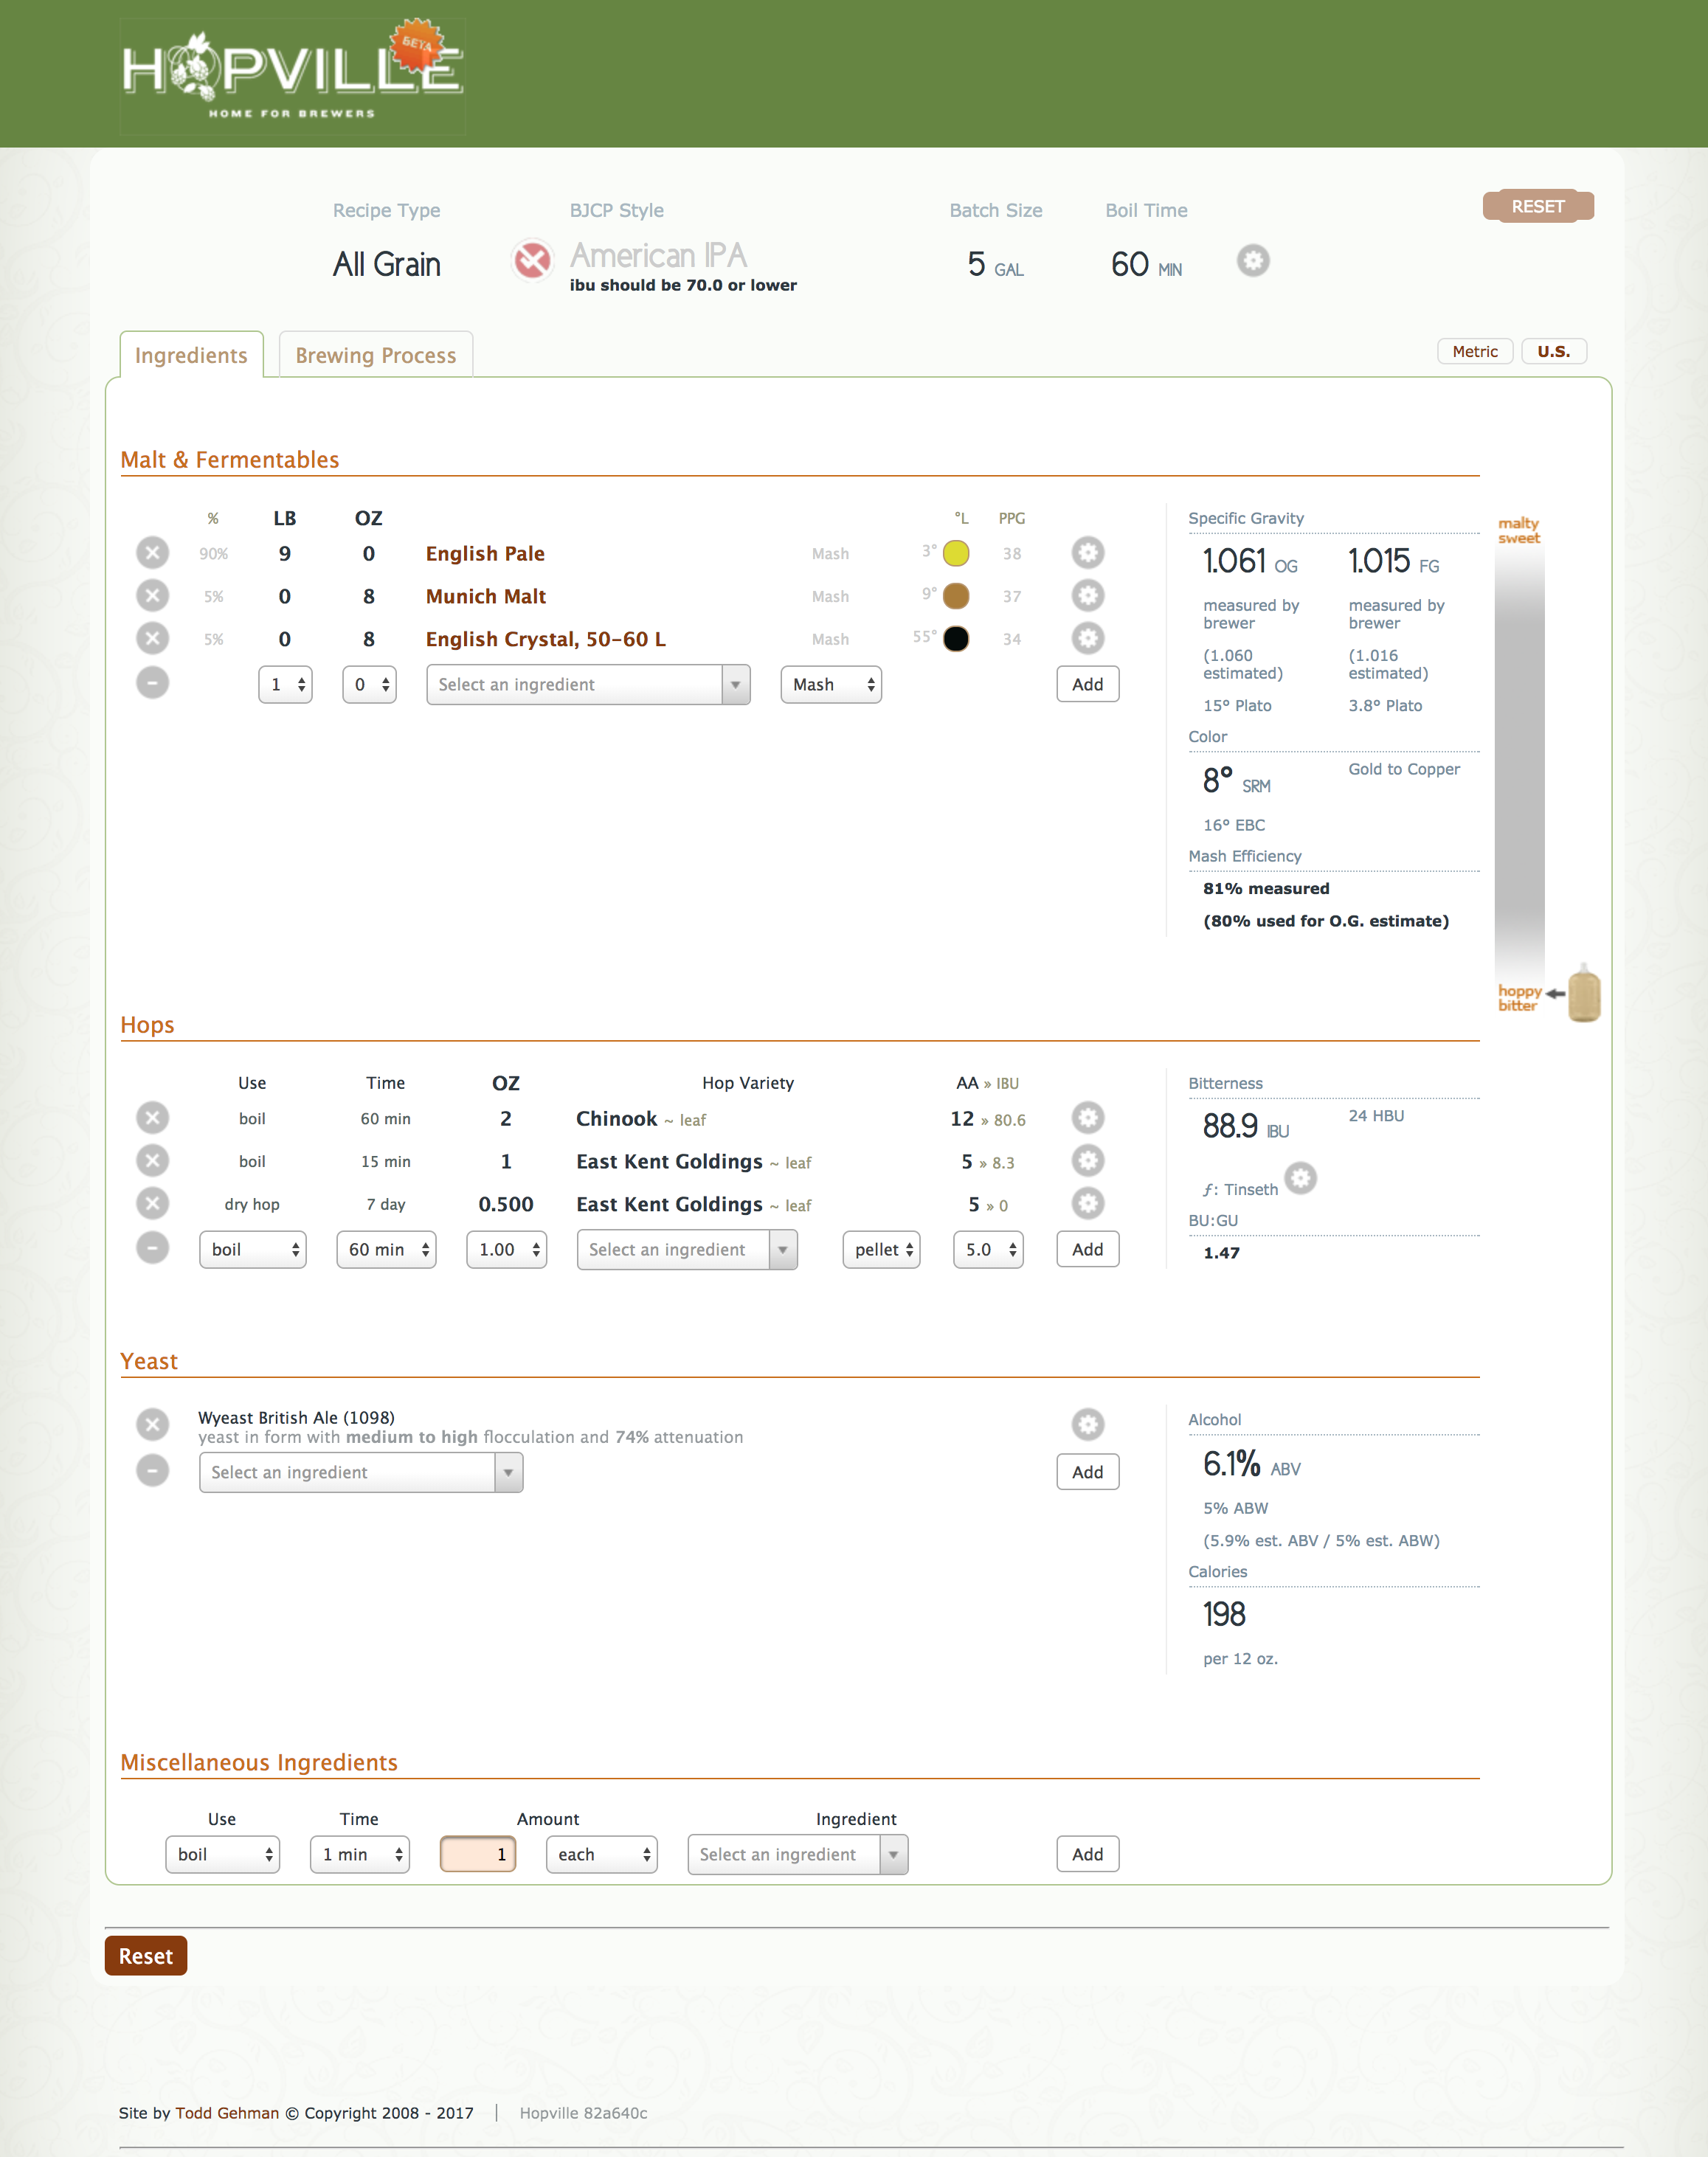 HOPVILLE
BETA
HOME FOR BREWERS
Recipe Type
BJCP Style
Batch Size
Boil Time
RESET
All Grain
American IPA
5 GAL
60 MIN
ibu should be 70.0 or lower
Ingredients
Brewing Process
Metric
U.S.
Malt & Fermentables
% LB OZ °L PPG
90% 9 0 English Pale Mash 3° 38
5% 0 8 Munich Malt Mash 9° 37
5% 0 8 English Crystal, 50-60 L Mash 55° 34
1 0 Select an ingredient Mash Add
Specific Gravity
1.061 OG 1.015 FG
measured by brewer
measured by brewer
(1.060 estimated)
(1.016 estimated)
15° Plato 3.8° Plato
Color
8° SRM Gold to Copper
16° EBC
Mash Efficiency
81% measured
(80% used for O.G. estimate)
malty
sweet
hoppy
bitter
Hops
Use Time OZ Hop Variety AA » IBU
boil 60 min 2 Chinook ~ leaf 12 » 80.6
boil 15 min 1 East Kent Goldings ~ leaf 5 » 8.3
dry hop 7 day 0.500 East Kent Goldings ~ leaf 5 » 0
boil 60 min 1.00 Select an ingredient pellet 5.0 Add
Bitterness
88.9 IBU 24 HBU
ƒ: Tinseth
BU:GU
1.47
Yeast
Wyeast British Ale (1098)
yeast in form with medium to high flocculation and 74% attenuation
Select an ingredient Add
Alcohol
6.1% ABV
5% ABW
(5.9% est. ABV / 5% est. ABW)
Calories
198
per 12 oz.
Miscellaneous Ingredients
Use Time Amount Ingredient
boil 1 min 1 each Select an ingredient Add
Reset
Site by Todd Gehman © Copyright 2008 - 2017 | Hopville 82a640c